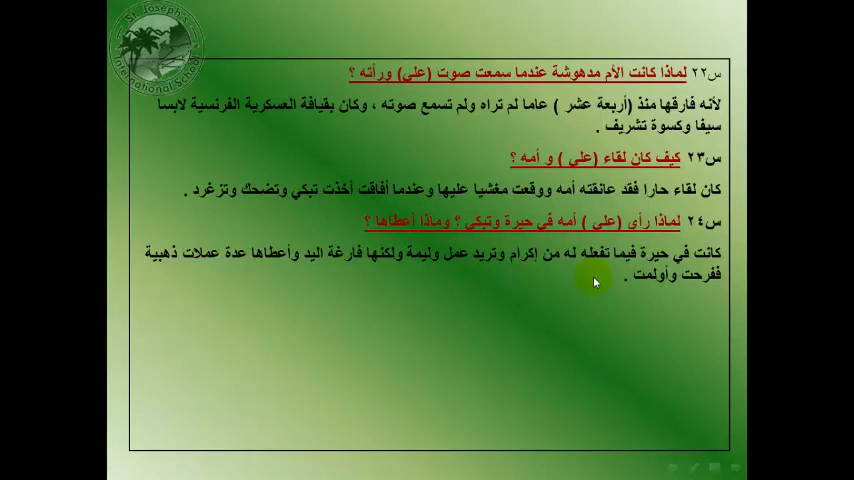 St. Joseph's
International School
س٢٢ لماذا كانت الأم مدهوشة عندما سمعت صوت (علي) ورأته ؟
لأنه فارقها منذ (أربعة عشر ) عاما لم تراه ولم تسمع صوته ، وكان بقيافة العسكرية الفرنسية لابسا
سيفا وكسوة تشريف .
س٢٣ كيف كان لقاء (علي ) و أمه ؟
كان لقاء حارا فقد عانقته أمه ووقعت مغشيا عليها وعندما أفاقت أخذت تبكي وتضحك وتزغرد .
س٢٤ لماذا رأي (علي ) أمه في حيرة وتبكي ؟ وماذا أعطاها ؟
كانت في حيرة فيما تفعله له من إكرام وتريد عمل وليمة ولكنها فارغة اليد وأعطاها عدة عملات ذهبية
ففرحت وأولمت .